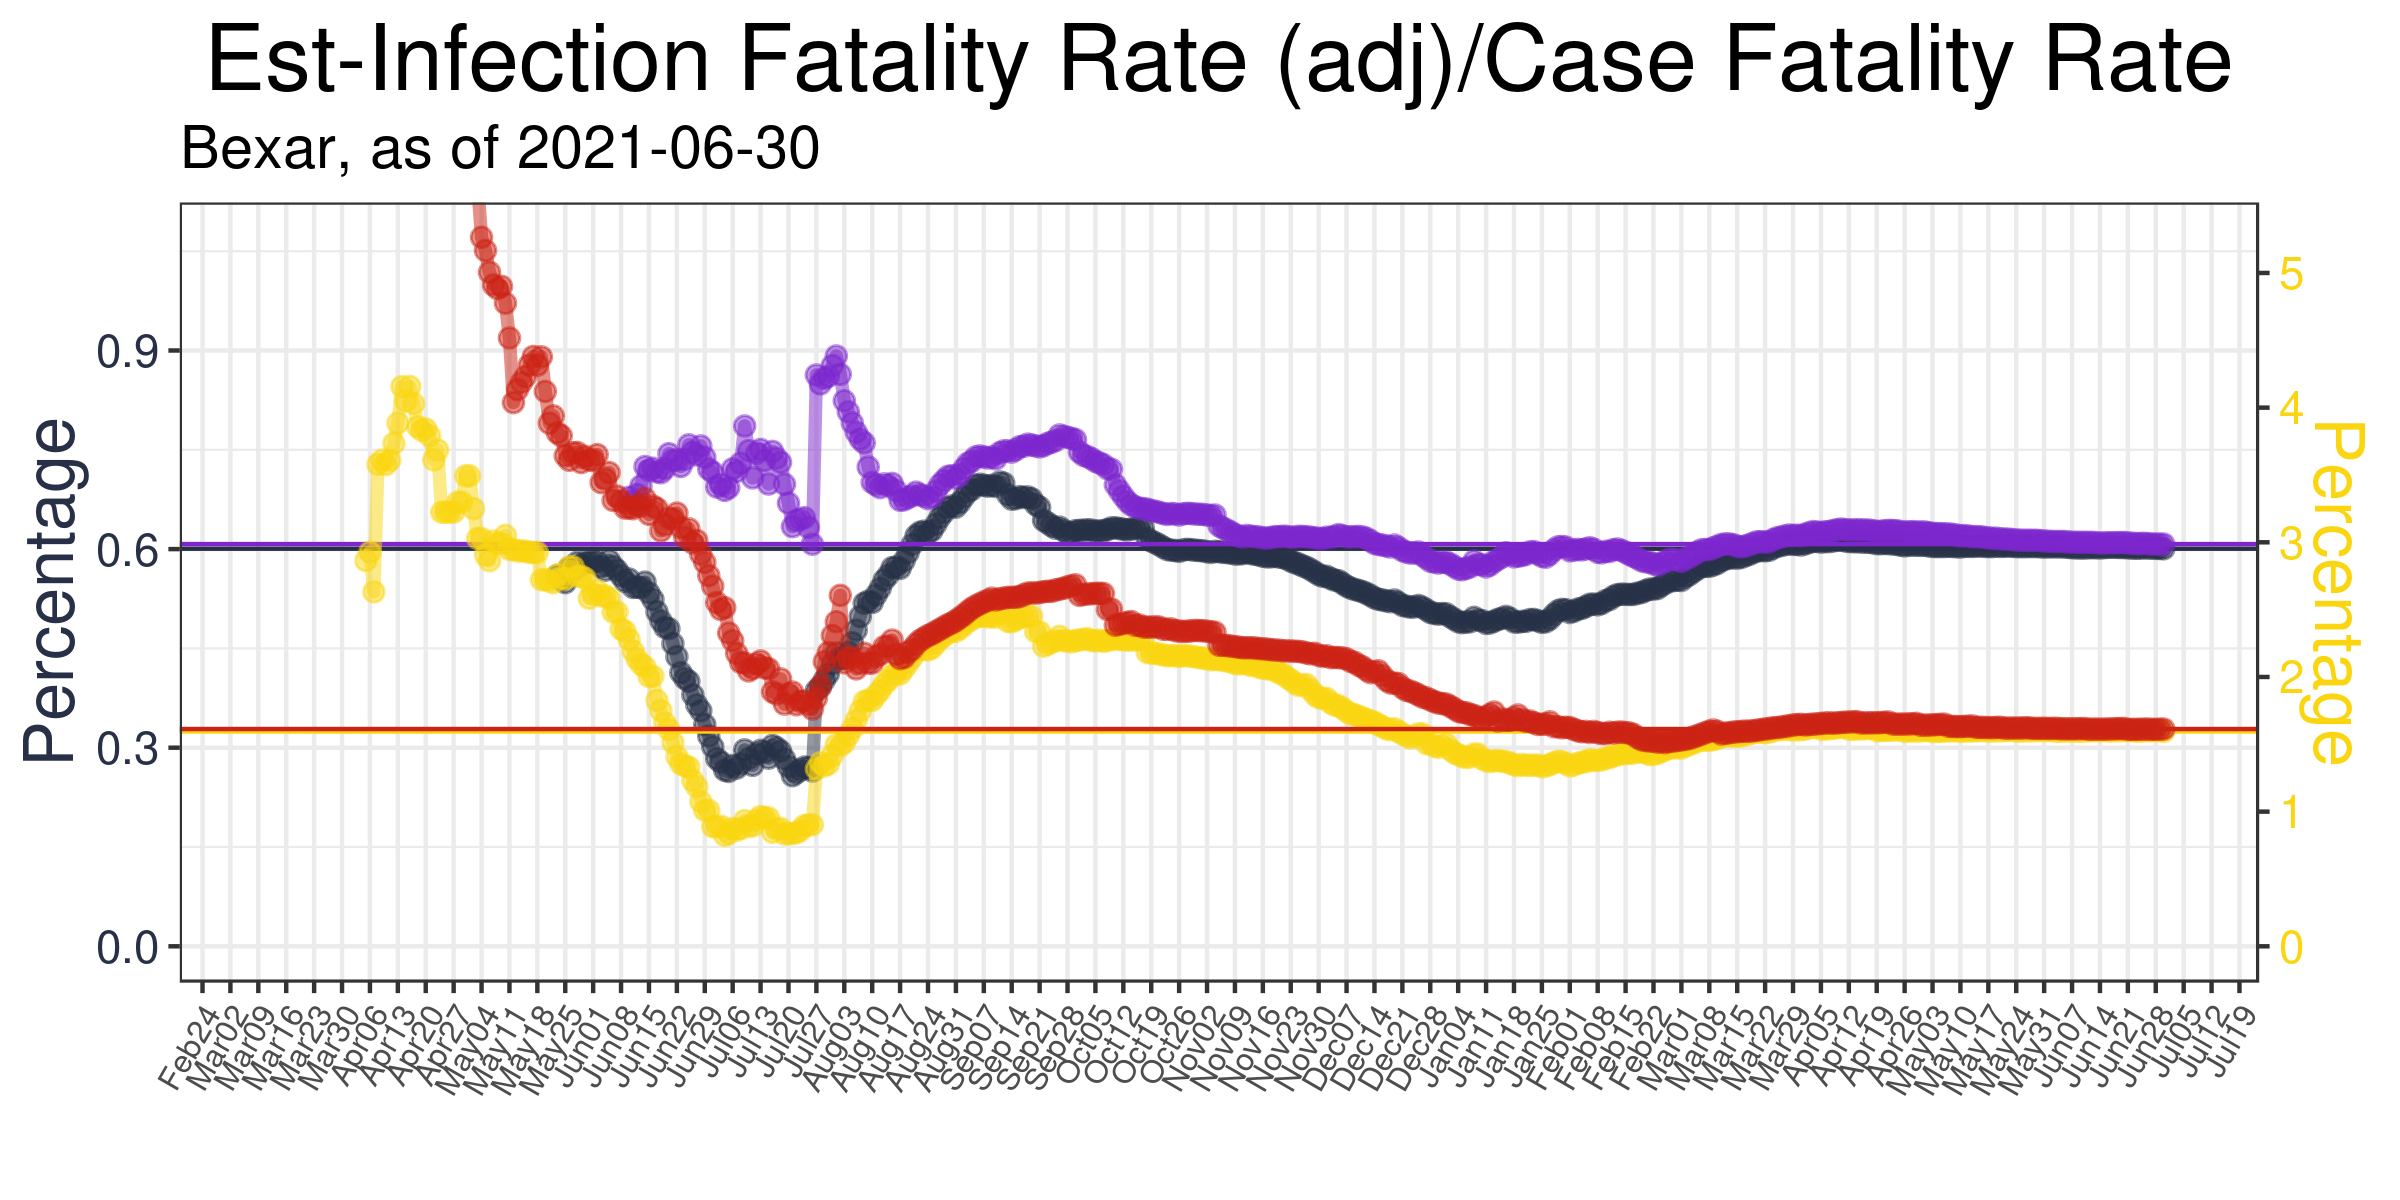 Est-Infection Fatality Rate (adj)/Case Fatality Rate
Bexar, as of 2021-06-30
Percentage
0.9
0.6
0.3
0.0
5
4
3
2
1
0
Percentage
Feb24
Mar02
Mar09
Mar16
Mar23
Mar30
Apr06
Apr13
Apr20
Apr27
May04
May11
May18
May25
Jun01
Jun08
Jun15
Jun22
Jun29
Jul06
Jul13
Jul20
Jul27
Aug03
Aug10
Aug17
Aug24
Aug31
Sep07
Sep14
Sep21
Sep28
Oct05
Oct12
Oct19
Oct26
Nov02
Nov09
Nov16
Nov23
Nov30
Dec07
Dec14
Dec21
Dec28
Jan04
Jan11
Jan18
Jan25
Feb01
Feb08
Feb15
Feb22
Mar01
Mar08
Mar15
Mar22
Mar29
Apr05
Apr12
Apr19
Apr26
May03
May10
May17
May24
May31
Jun07
Jun14
Jun21
Jun28
Jul05
Jul12
Jul19